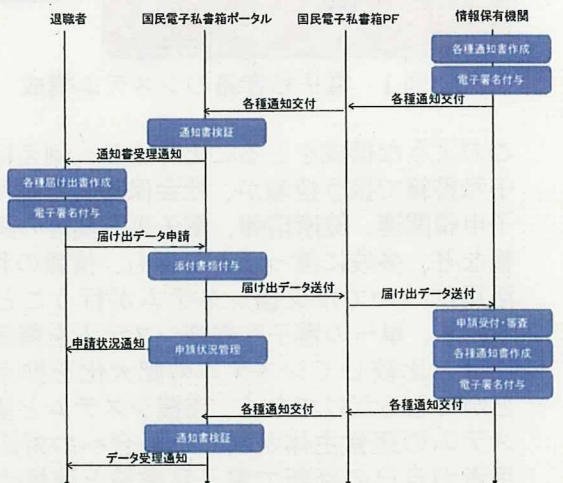 退職者 国民電子私書箱ポータル 国民電子私書箱PF 情報保有機関
各種通知書作成
電子署名付与
各種通知交付 各種通知交付
通知書検証
通知書受理通知
各種届け出書作成
電子署名付与
届け出データ申請
添付書類付与
届け出データ送付 届け出データ送付
申請受付・審査
申請状況通知 申請状況管理 各種通知書作成
電子署名付与
各種通知交付 各種通知交付
通知書検証
データ受理通知